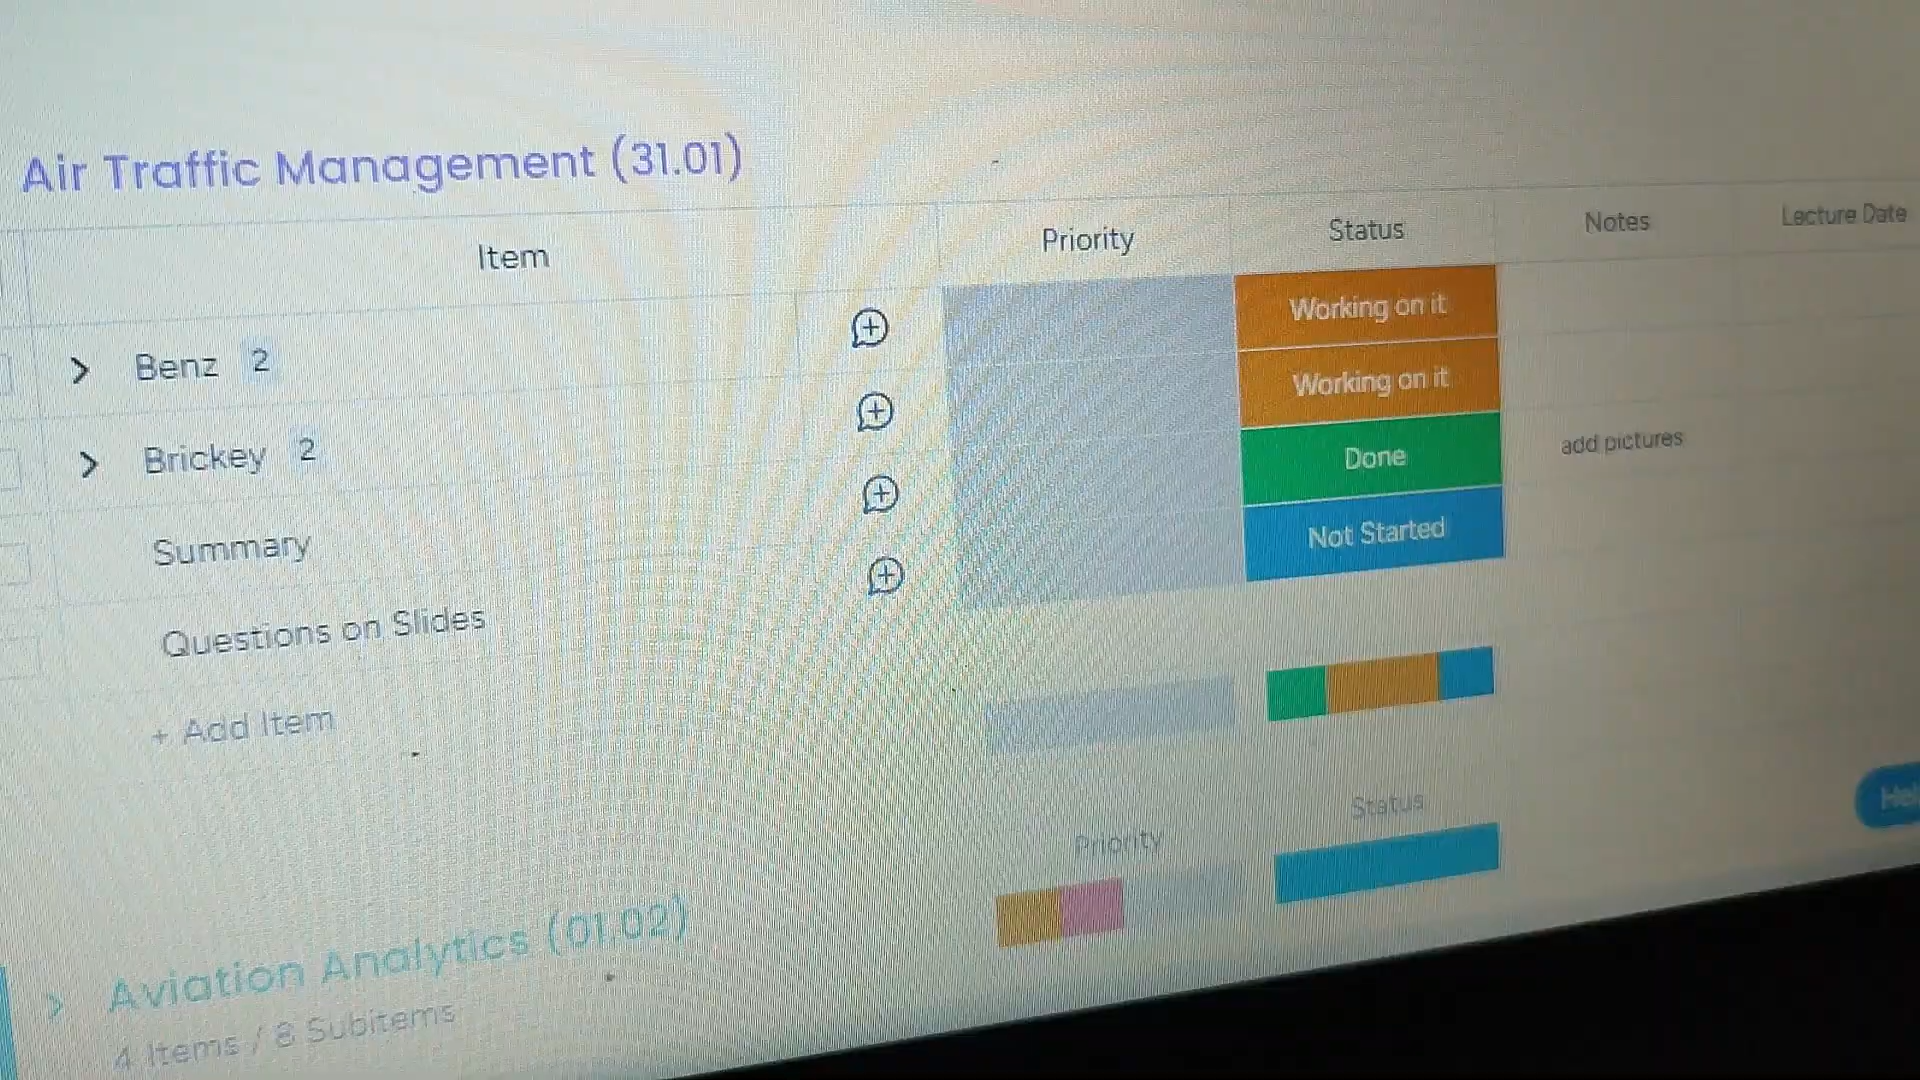 Air Traffic Management (31.01)
Item Priority Status Notes Lecture Date
Benz 2 Working on it
Brickey 2 Working on it
Summary Done add pictures
Questions on Slides Not Started
+ Add Item
Priority Status
Aviation Analytics (01.02)
4 Items / 8 Subitems